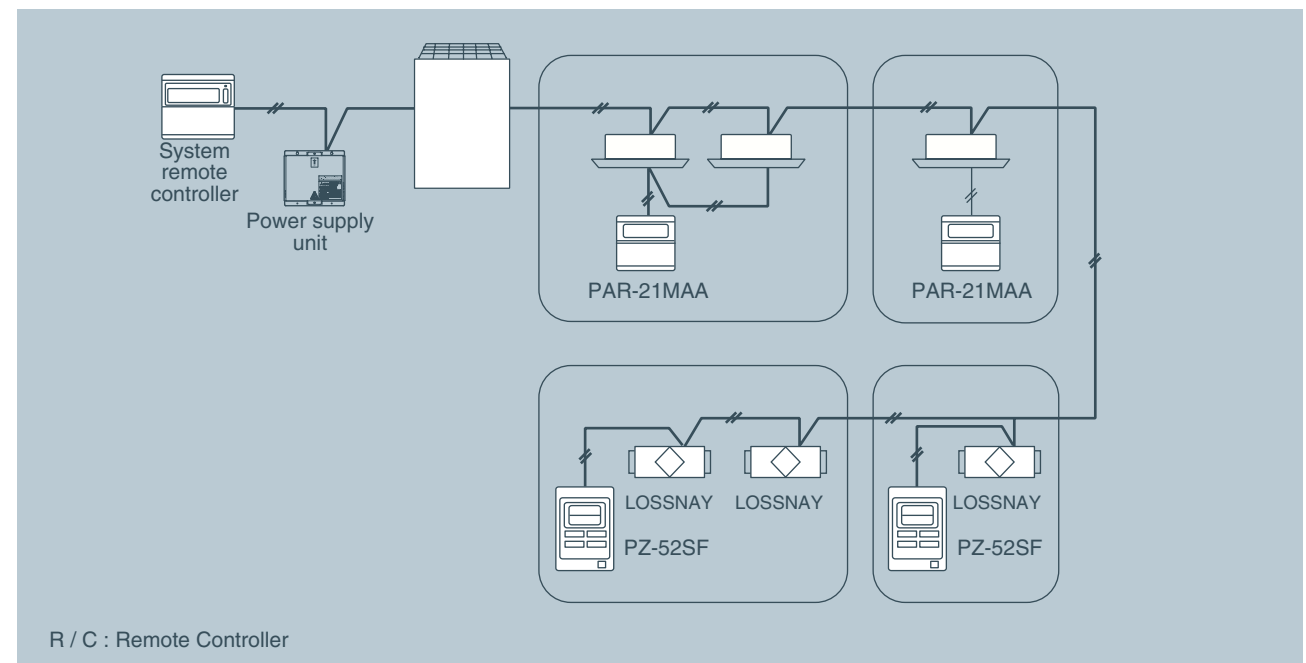 System
remote
controller
Power supply
unit
PAR-21MAA
PAR-21MAA
LOSSNAY
LOSSNAY
LOSSNAY
PZ-52SF
PZ-52SF
R / C : Remote Controller